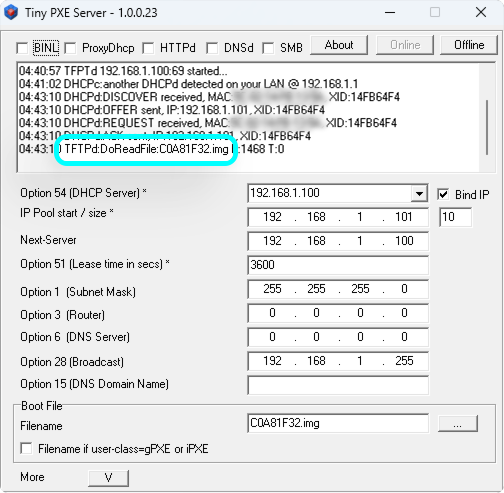 Tiny PXE Server - 1.0.0.23
BINL ProxyDhcp HTTPd DNSd SMB About Online Offline
04:40:57 TFPTd 192.168.1.100:69 started...
04:41:02 DHCPc:another DHCPd detected on your LAN @ 192.168.1.1
04:43:10 DHCPd:DISCOVER received, MAC: XID:14FB64F4
04:43:10 DHCPd:OFFER sent, IP:192.168.1.101, XID:14FB64F4
04:43:10 DHCPd:REQUEST received, MAC: XID:14FB64F4
04:43:10 DHCPd:ACK sent, IP:192.168.1.101, XID:14FB64F4
04:43:10 TFTPd:DoReadFile:C0A81F32.img :1468 T:0
Option 54 (DHCP Server) * 192.168.1.100 Bind IP
IP Pool start / size * 192 . 168 . 1 . 101 10
Next-Server 192 . 168 . 1 . 100
Option 51 (Lease time in secs) * 3600
Option 1 (Subnet Mask) 255 . 255 . 255 . 0
Option 3 (Router) 0 . 0 . 0 . 0
Option 6 (DNS Server) 0 . 0 . 0 . 0
Option 28 (Broadcast) 192 . 168 . 1 . 255
Option 15 (DNS Domain Name)
Boot File
Filename C0A81F32.img ...
Filename if user-class=gPXE or iPXE
More V